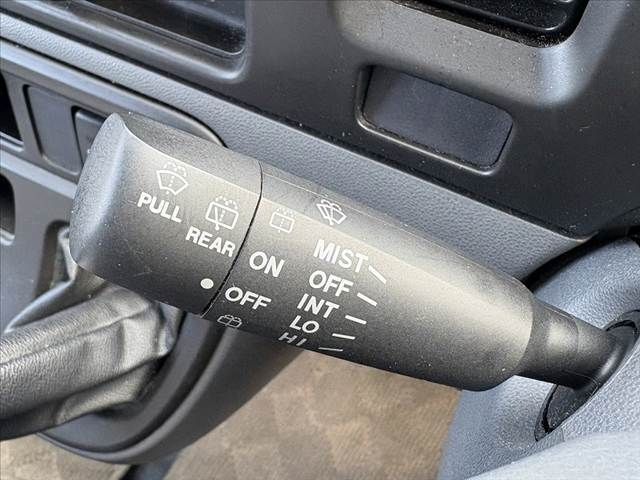 PULL
REAR
ON
OFF
MIST
OFF
INT
LO
HI